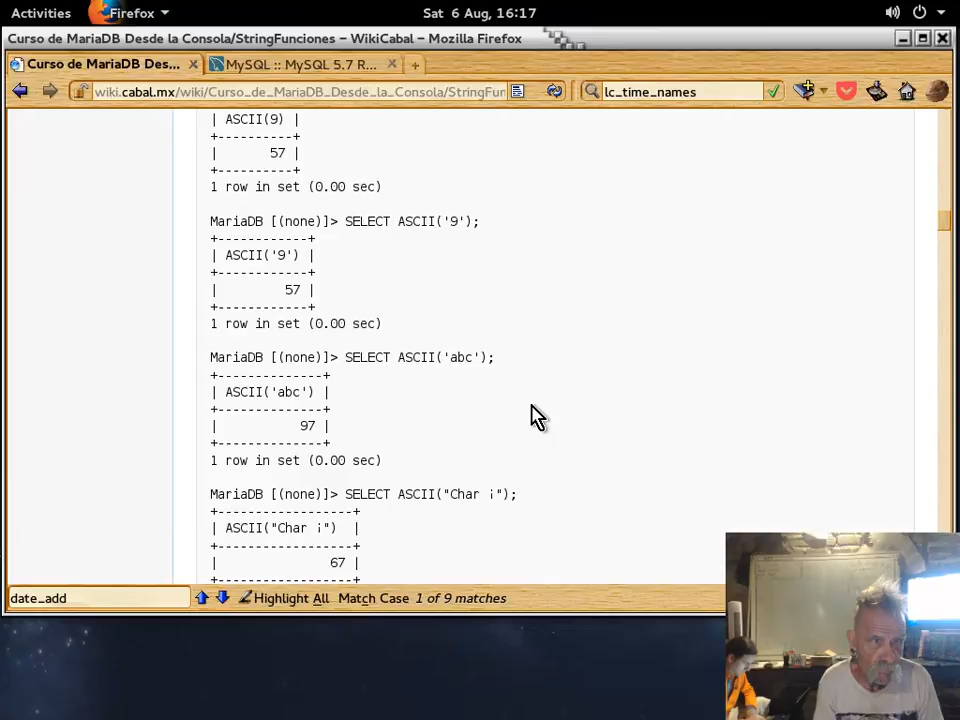 Activities Firefox Sat 6 Aug, 16:17
Curso de MariaDB Desde la Consola/StringFunciones – WikiCabal – Mozilla Firefox
Curso de MariaDB Des... × MySQL :: MySQL 5.7 R... × +
wiki.cabal.mx/wiki/Curso_de_MariaDB_Desde_la_Consola/StringFun lc_time_names
| ASCII(9) |
+----------+
| 57 |
+----------+
1 row in set (0.00 sec)
MariaDB [(none)]> SELECT ASCII('9');
+------------+
| ASCII('9') |
+------------+
| 57 |
+------------+
1 row in set (0.00 sec)
MariaDB [(none)]> SELECT ASCII('abc');
+--------------+
| ASCII('abc') |
+--------------+
| 97 |
+--------------+
1 row in set (0.00 sec)
MariaDB [(none)]> SELECT ASCII("Char ¡");
+------------------+
| ASCII("Char ¡") |
+------------------+
| 67 |
+------------------+
date_add Highlight All Match Case 1 of 9 matches